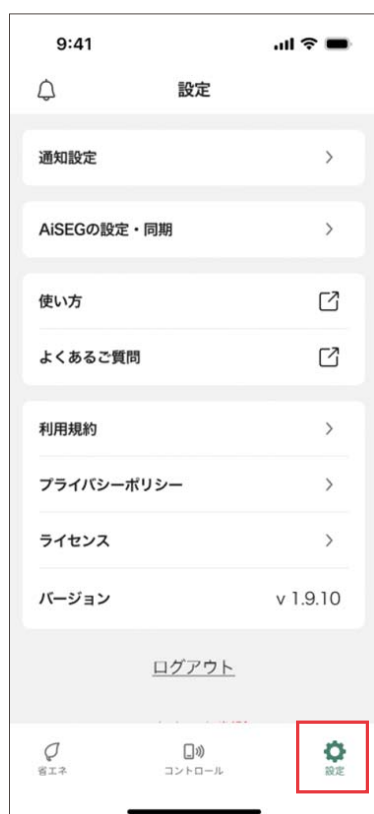 9:41
設定
通知設定
AiSEGの設定・同期
使い方
よくあるご質問
利用規約
プライバシーポリシー
ライセンス
バージョン v 1.9.10
ログアウト
省エネ コントロール 設定